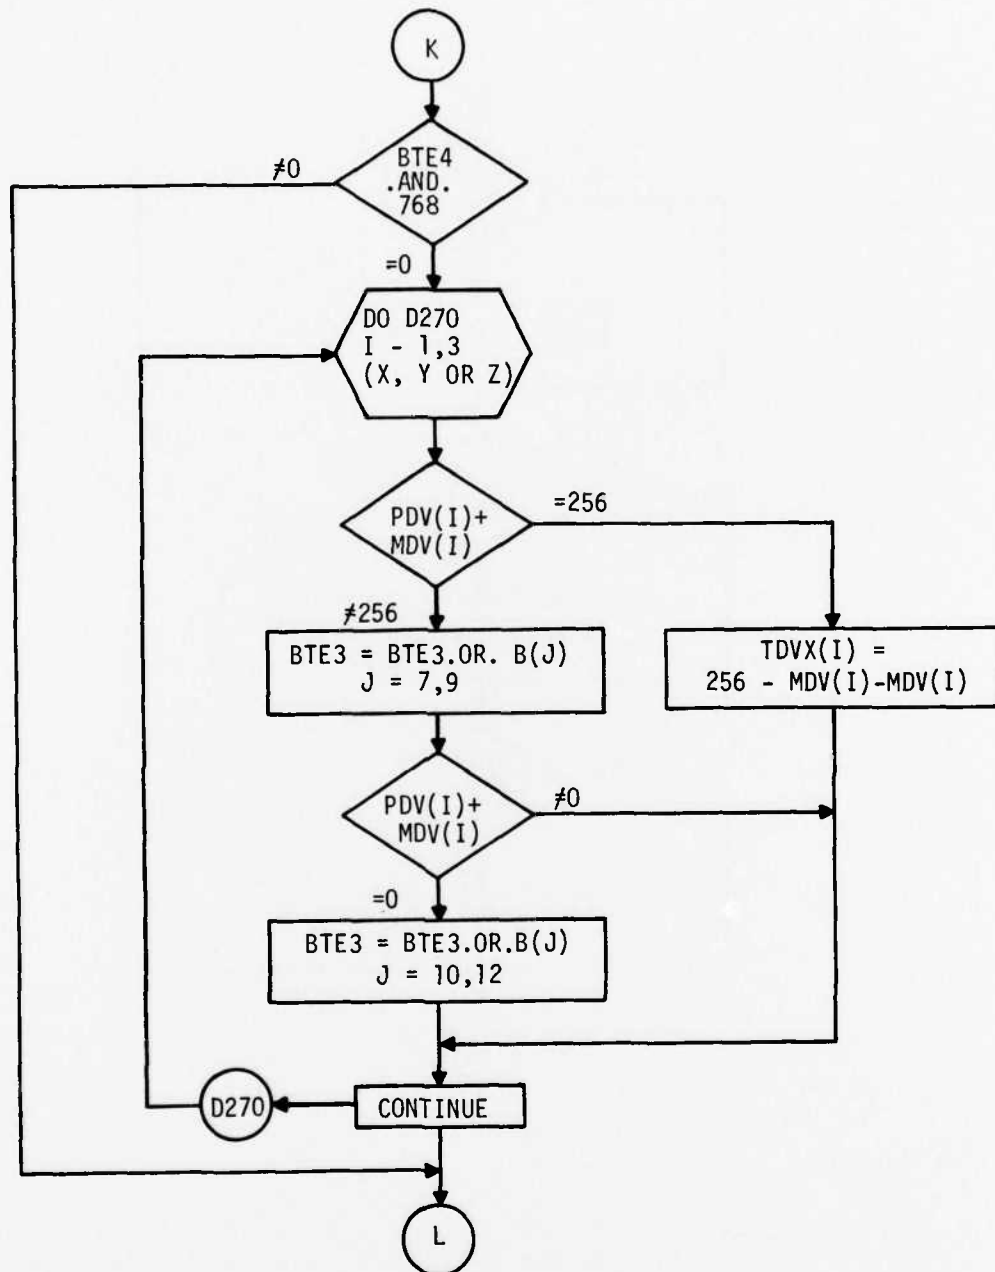 K
BTE4
.AND.
768
≠0
=0
DO D270
I - 1,3
(X, Y OR Z)
PDV(I)+
MDV(I)
=256
≠256
BTE3 = BTE3.OR. B(J)
J = 7,9
TDVX(I) =
256 - MDV(I)-MDV(I)
PDV(I)+
MDV(I)
≠0
=0
BTE3 = BTE3.OR.B(J)
J = 10,12
D270
CONTINUE
L